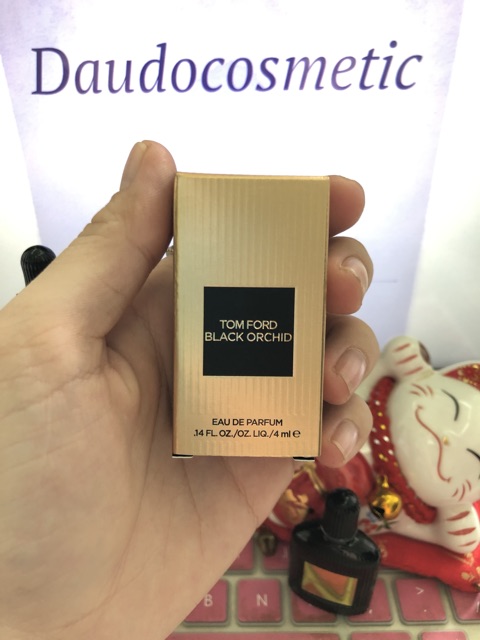 Daudocosmetic
TOM FORD
BLACK ORCHID
EAU DE PARFUM
.14 FL. OZ./OZ. LIQ./4 ml ℮
B N